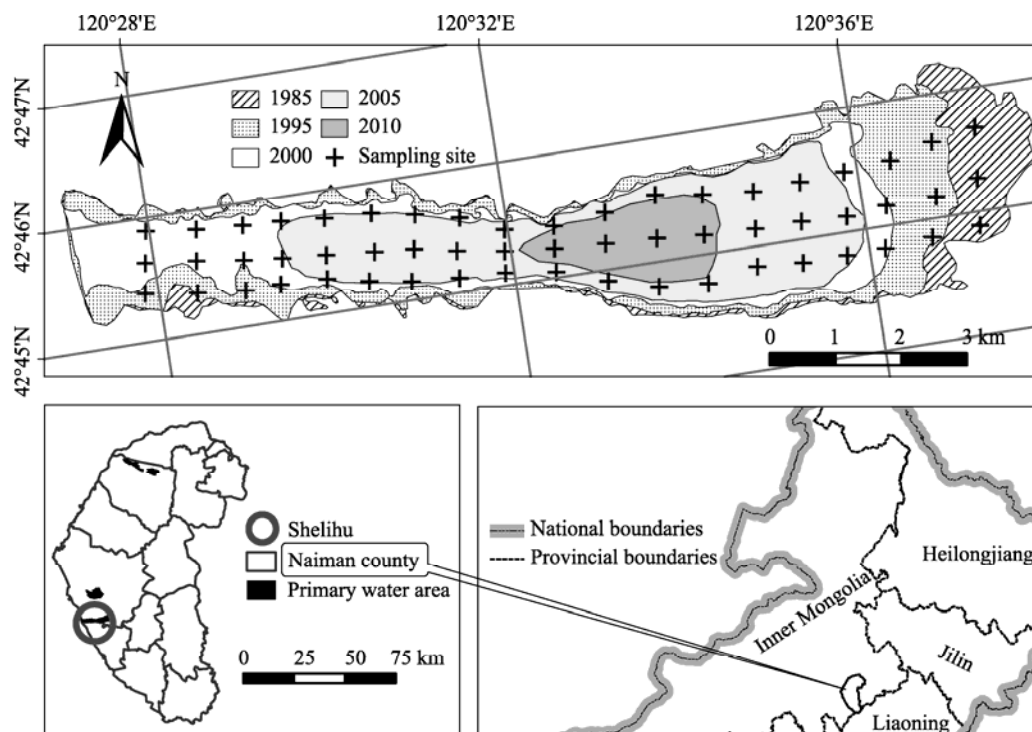 120°28'E 120°32'E 120°36'E
42°47'N
42°46'N
42°45'N
N
1985 2005
1995 2010
2000 Sampling site
0 1 2 3 km
Shelihu
Naiman county
Primary water area
0 25 50 75 km
National boundaries
Provincial boundaries
Heilongjiang
Inner Mongolia
Jilin
Liaoning